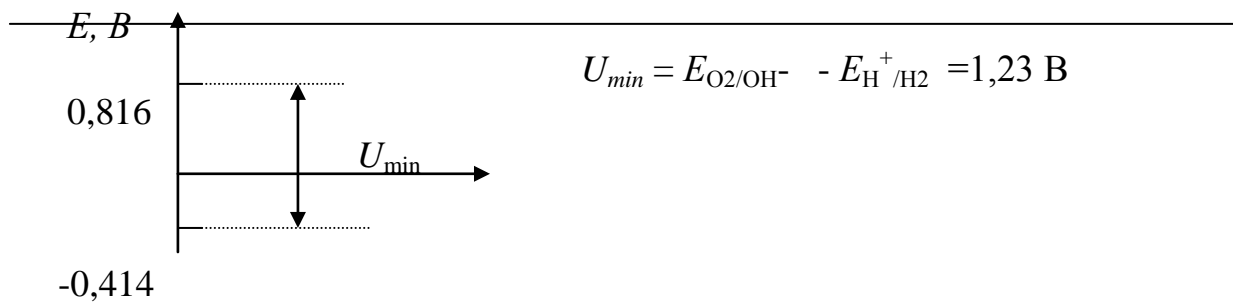 E, В
U_min = E_O2/OH- - E_H^+_/H2 =1,23 В
0,816
U_min
-0,414